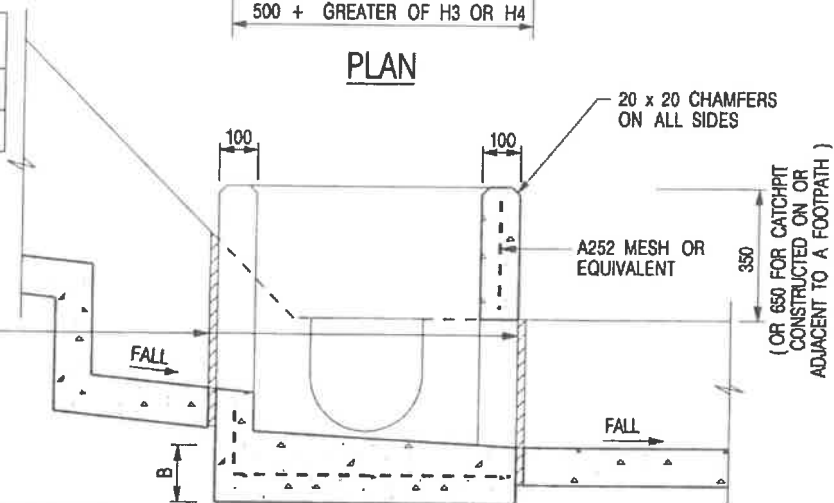 500 + GREATER OF H3 OR H4
PLAN
20 x 20 CHAMFERS
ON ALL SIDES
100
100
A252 MESH OR
EQUIVALENT
350
(OR 650 FOR CATCHPIT
CONSTRUCTED ON OR
ADJACENT TO A FOOTPATH )
FALL
FALL
B